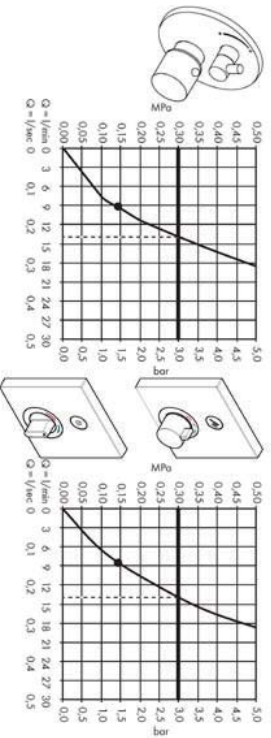 MPa
0,00 0,05 0,10 0,15 0,20 0,25 0,30 0,35 0,40 0,45 0,50
Q = l/min 0 3 6 9 12 15 18 21 24 27 30
Q = l/sec 0 0,1 0,2 0,3 0,4 0,5
0,0 0,5 1,0 1,5 2,0 2,5 3,0 3,5 4,0 4,5 5,0
bar
MPa
0,00 0,05 0,10 0,15 0,20 0,25 0,30 0,35 0,40 0,45 0,50
Q = l/min 0 3 6 9 12 15 18 21 24 27 30
Q = l/sec 0 0,1 0,2 0,3 0,4 0,5
0,0 0,5 1,0 1,5 2,0 2,5 3,0 3,5 4,0 4,5 5,0
bar